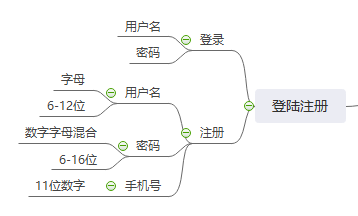 用户名
登录
密码
字母
用户名
6-12位
登陆注册
数字字母混合
注册
密码
6-16位
11位数字
手机号